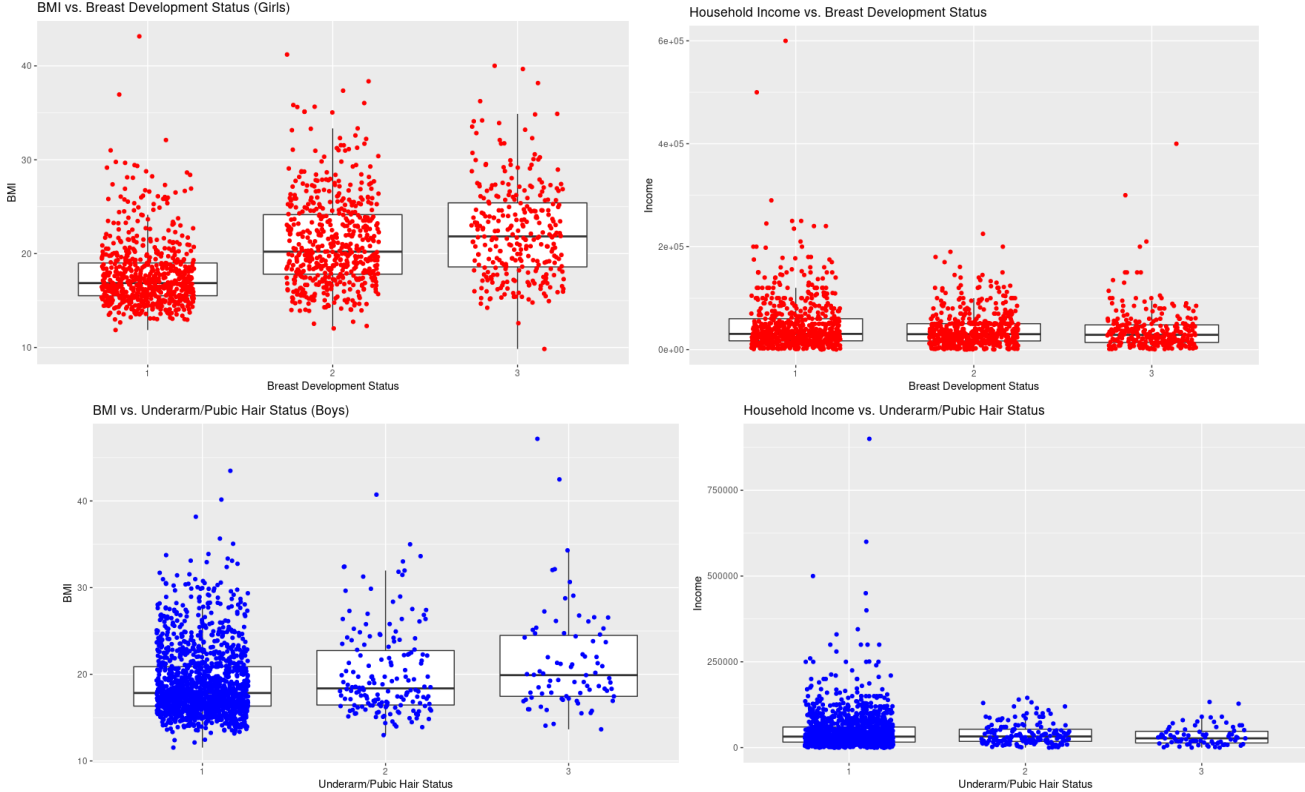 BMI vs. Breast Development Status (Girls)
40
30
20
10
BMI
1
2
3
Breast Development Status
Household Income vs. Breast Development Status
6e+05
4e+05
2e+05
0e+00
Income
1
2
3
Breast Development Status
BMI vs. Underarm/Pubic Hair Status (Boys)
40
30
20
10
BMI
1
2
3
Underarm/Pubic Hair Status
Household Income vs. Underarm/Pubic Hair Status
750000
500000
250000
0
Income
1
2
3
Underarm/Pubic Hair Status